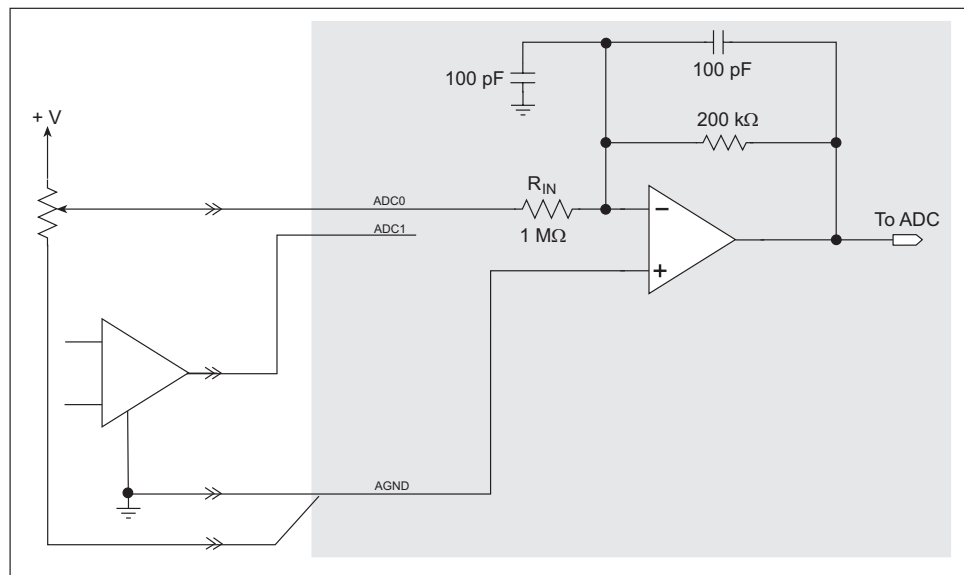 100 pF
100 pF
+ V
200 kΩ
R_IN
ADC0
1 MΩ
ADC1
To ADC
−
+
AGND